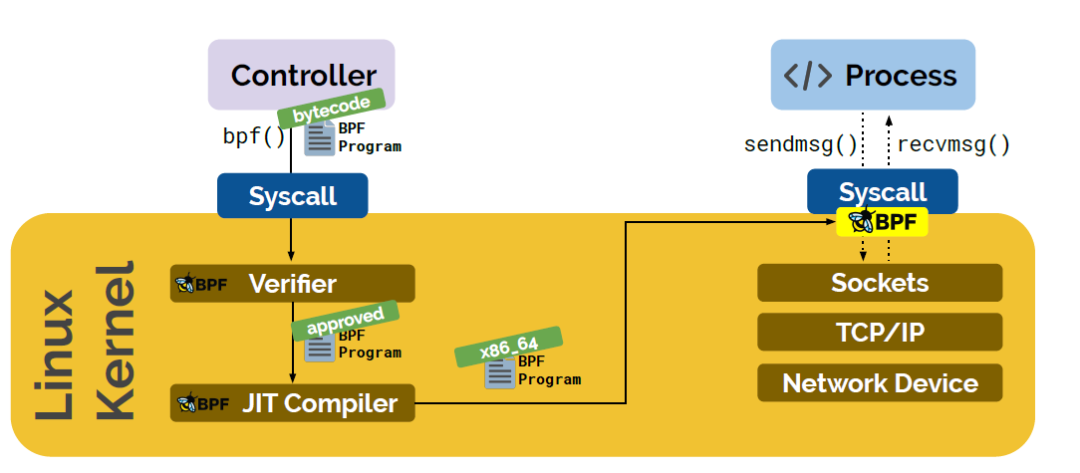 Controller
bytecode
bpf()
BPF
Program
Syscall
Linux
Kernel
BPF
Verifier
approved
BPF
Program
BPF
JIT Compiler
x86_64
BPF
Program
</> Process
sendmsg()
recvmsg()
Syscall
BPF
Sockets
TCP/IP
Network Device